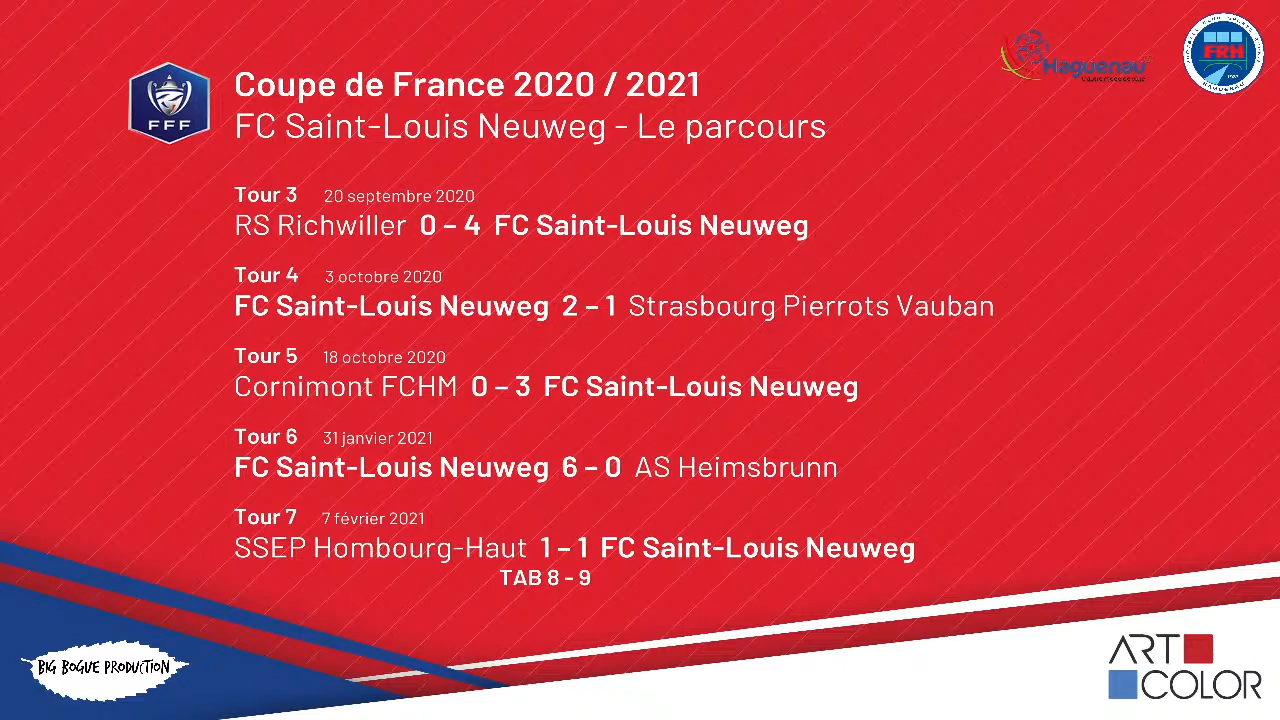 Coupe de France 2020 / 2021
FC Saint-Louis Neuweg - Le parcours
FFF
Haguenau
FRH
HAGUENAU
Tour 3 20 septembre 2020
RS Richwiller 0 – 4 FC Saint-Louis Neuweg
Tour 4 3 octobre 2020
FC Saint-Louis Neuweg 2 – 1 Strasbourg Pierrots Vauban
Tour 5 18 octobre 2020
Cornimont FCHM 0 – 3 FC Saint-Louis Neuweg
Tour 6 31 janvier 2021
FC Saint-Louis Neuweg 6 – 0 AS Heimsbrunn
Tour 7 7 février 2021
SSEP Hombourg-Haut 1 – 1 FC Saint-Louis Neuweg
TAB 8 - 9
BIG BOGUE PRODUCTION
ART
COLOR